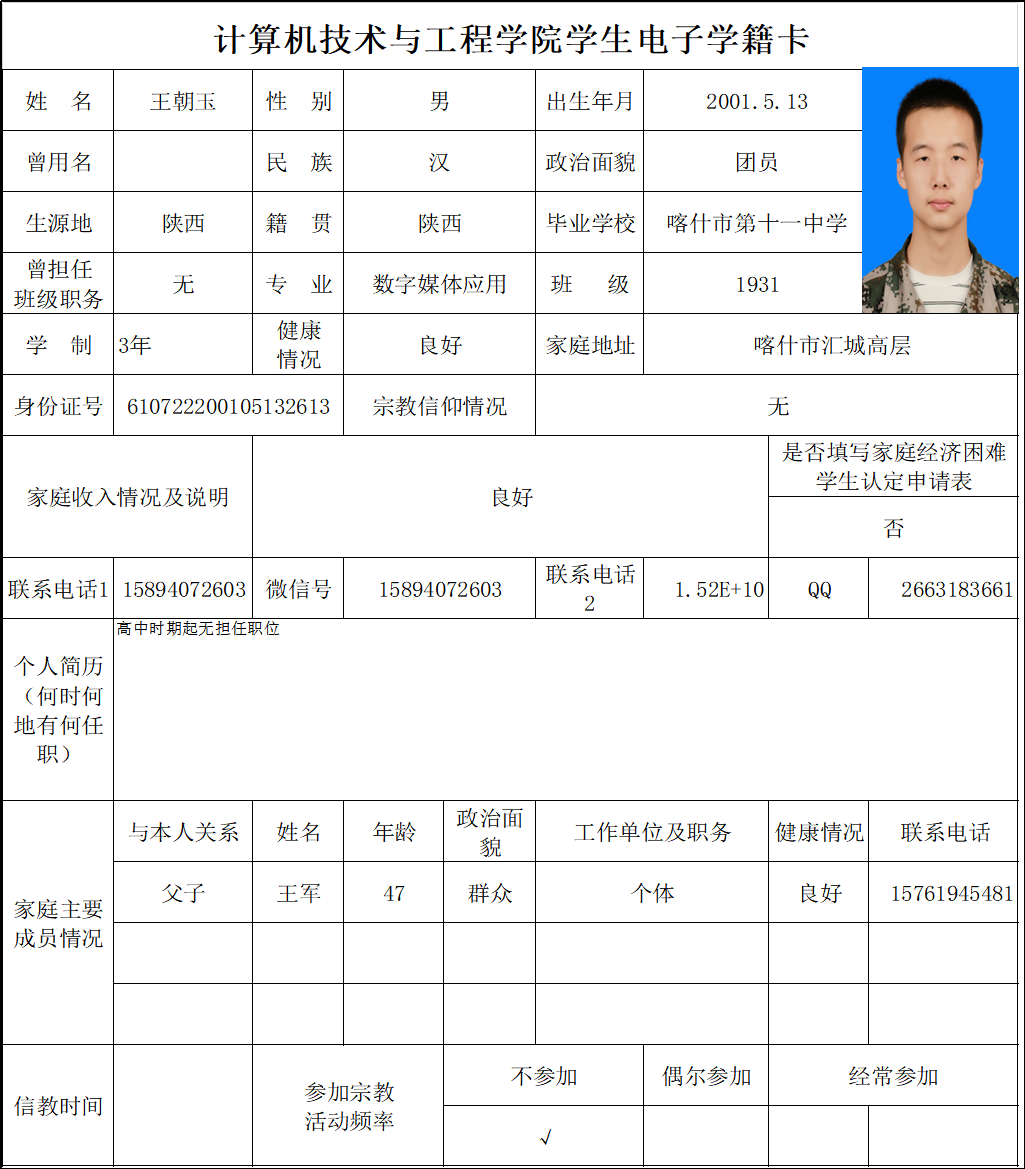 计算机技术与工程学院学生电子学籍卡
姓 名 王朝玉 性 别 男 出生年月 2001.5.13
曾用名 民 族 汉 政治面貌 团员
生源地 陕西 籍 贯 陕西 毕业学校 喀什市第十一中学
曾担任
班级职务 无 专 业 数字媒体应用 班 级 1931
学 制 3年 健康
情况 良好 家庭地址 喀什市汇城高层
身份证号 610722200105132613 宗教信仰情况 无
家庭收入情况及说明 良好 是否填写家庭经济困难
学生认定申请表
否
联系电话1 15894072603 微信号 15894072603 联系电话
2 1.52E+10 QQ 2663183661
个人简历
（何时何
地有何任
职）
高中时期起无担任职位
家庭主要
成员情况
与本人关系 姓名 年龄 政治面
貌 工作单位及职务 健康情况 联系电话
父子 王军 47 群众 个体 良好 15761945481
信教时间 参加宗教
活动频率 不参加 偶尔参加 经常参加
√